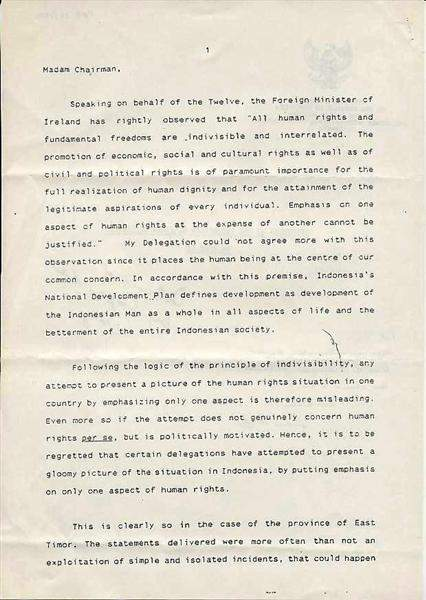 1
Madam Chairman,
Speaking on behalf of the Twelve, the Foreign Minister of
Ireland has rightly observed that "All human rights and
fundamental freedoms are indivisible and interrelated. The
promotion of economic, social and cultural rights as well as of
civil and political rights is of paramount importance for the
full realization of human dignity and for the attainment of the
legitimate aspirations of every individual. Emphasis on one
aspect of human rights at the expense of another cannot be
justified." My Delegation could not agree more with this
observation since it places the human being at the centre of our
common concern. In accordance with this premise, Indonesia's
National Development Plan defines development as development of
the Indonesian Man as a whole in all aspects of life and the
betterment of the entire Indonesian society.
Following the logic of the principle of indivisibility, any
attempt to present a picture of the human rights situation in one
country by emphasizing only one aspect is therefore misleading.
Even more so if the attempt does not genuinely concern human
rights per se, but is politically motivated. Hence, it is to be
regretted that certain delegations have attempted to present a
gloomy picture of the situation in Indonesia, by putting emphasis
on only one aspect of human rights.
This is clearly so in the case of the province of East
Timor. The statements delivered were more often than not an
exploitation of simple and isolated incidents, that could happen